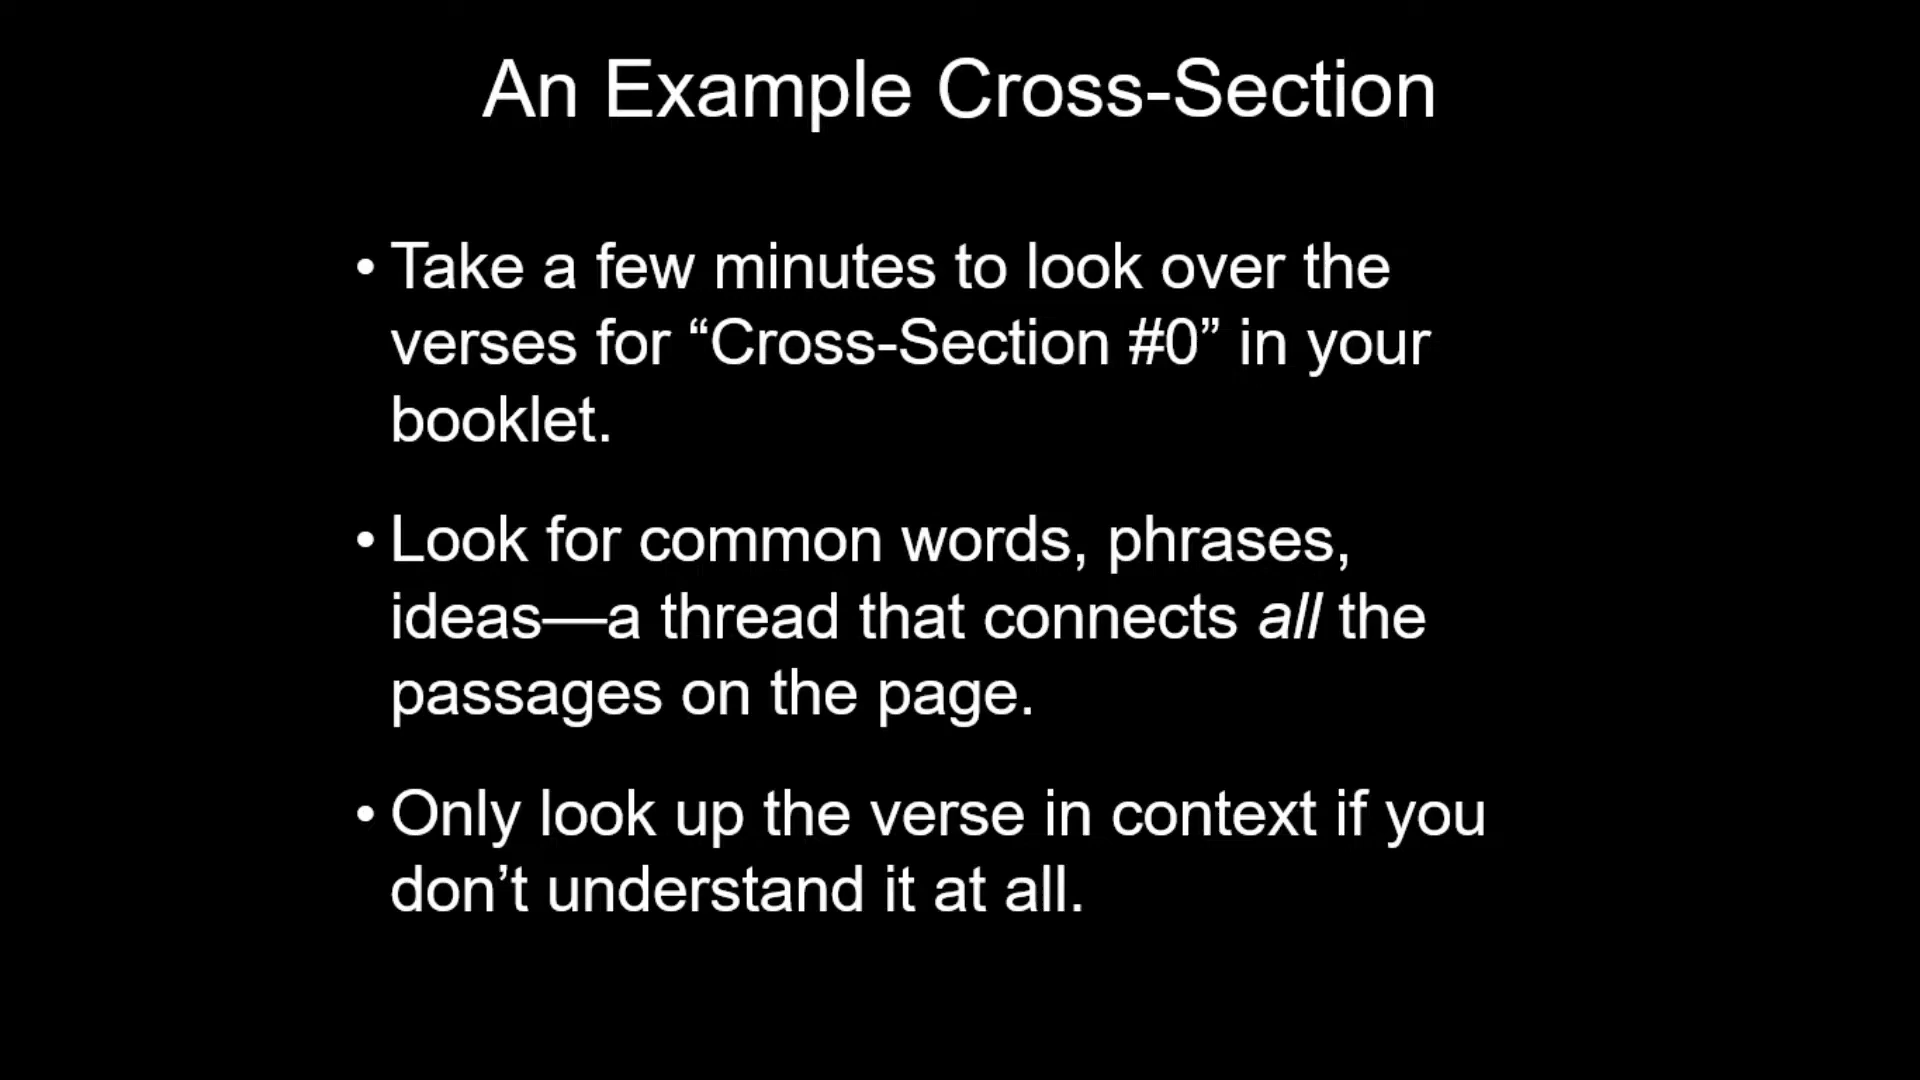 An Example Cross-Section
• Take a few minutes to look over the
verses for “Cross-Section #0” in your
booklet.
• Look for common words, phrases,
ideas—a thread that connects all the
passages on the page.
• Only look up the verse in context if you
don’t understand it at all.